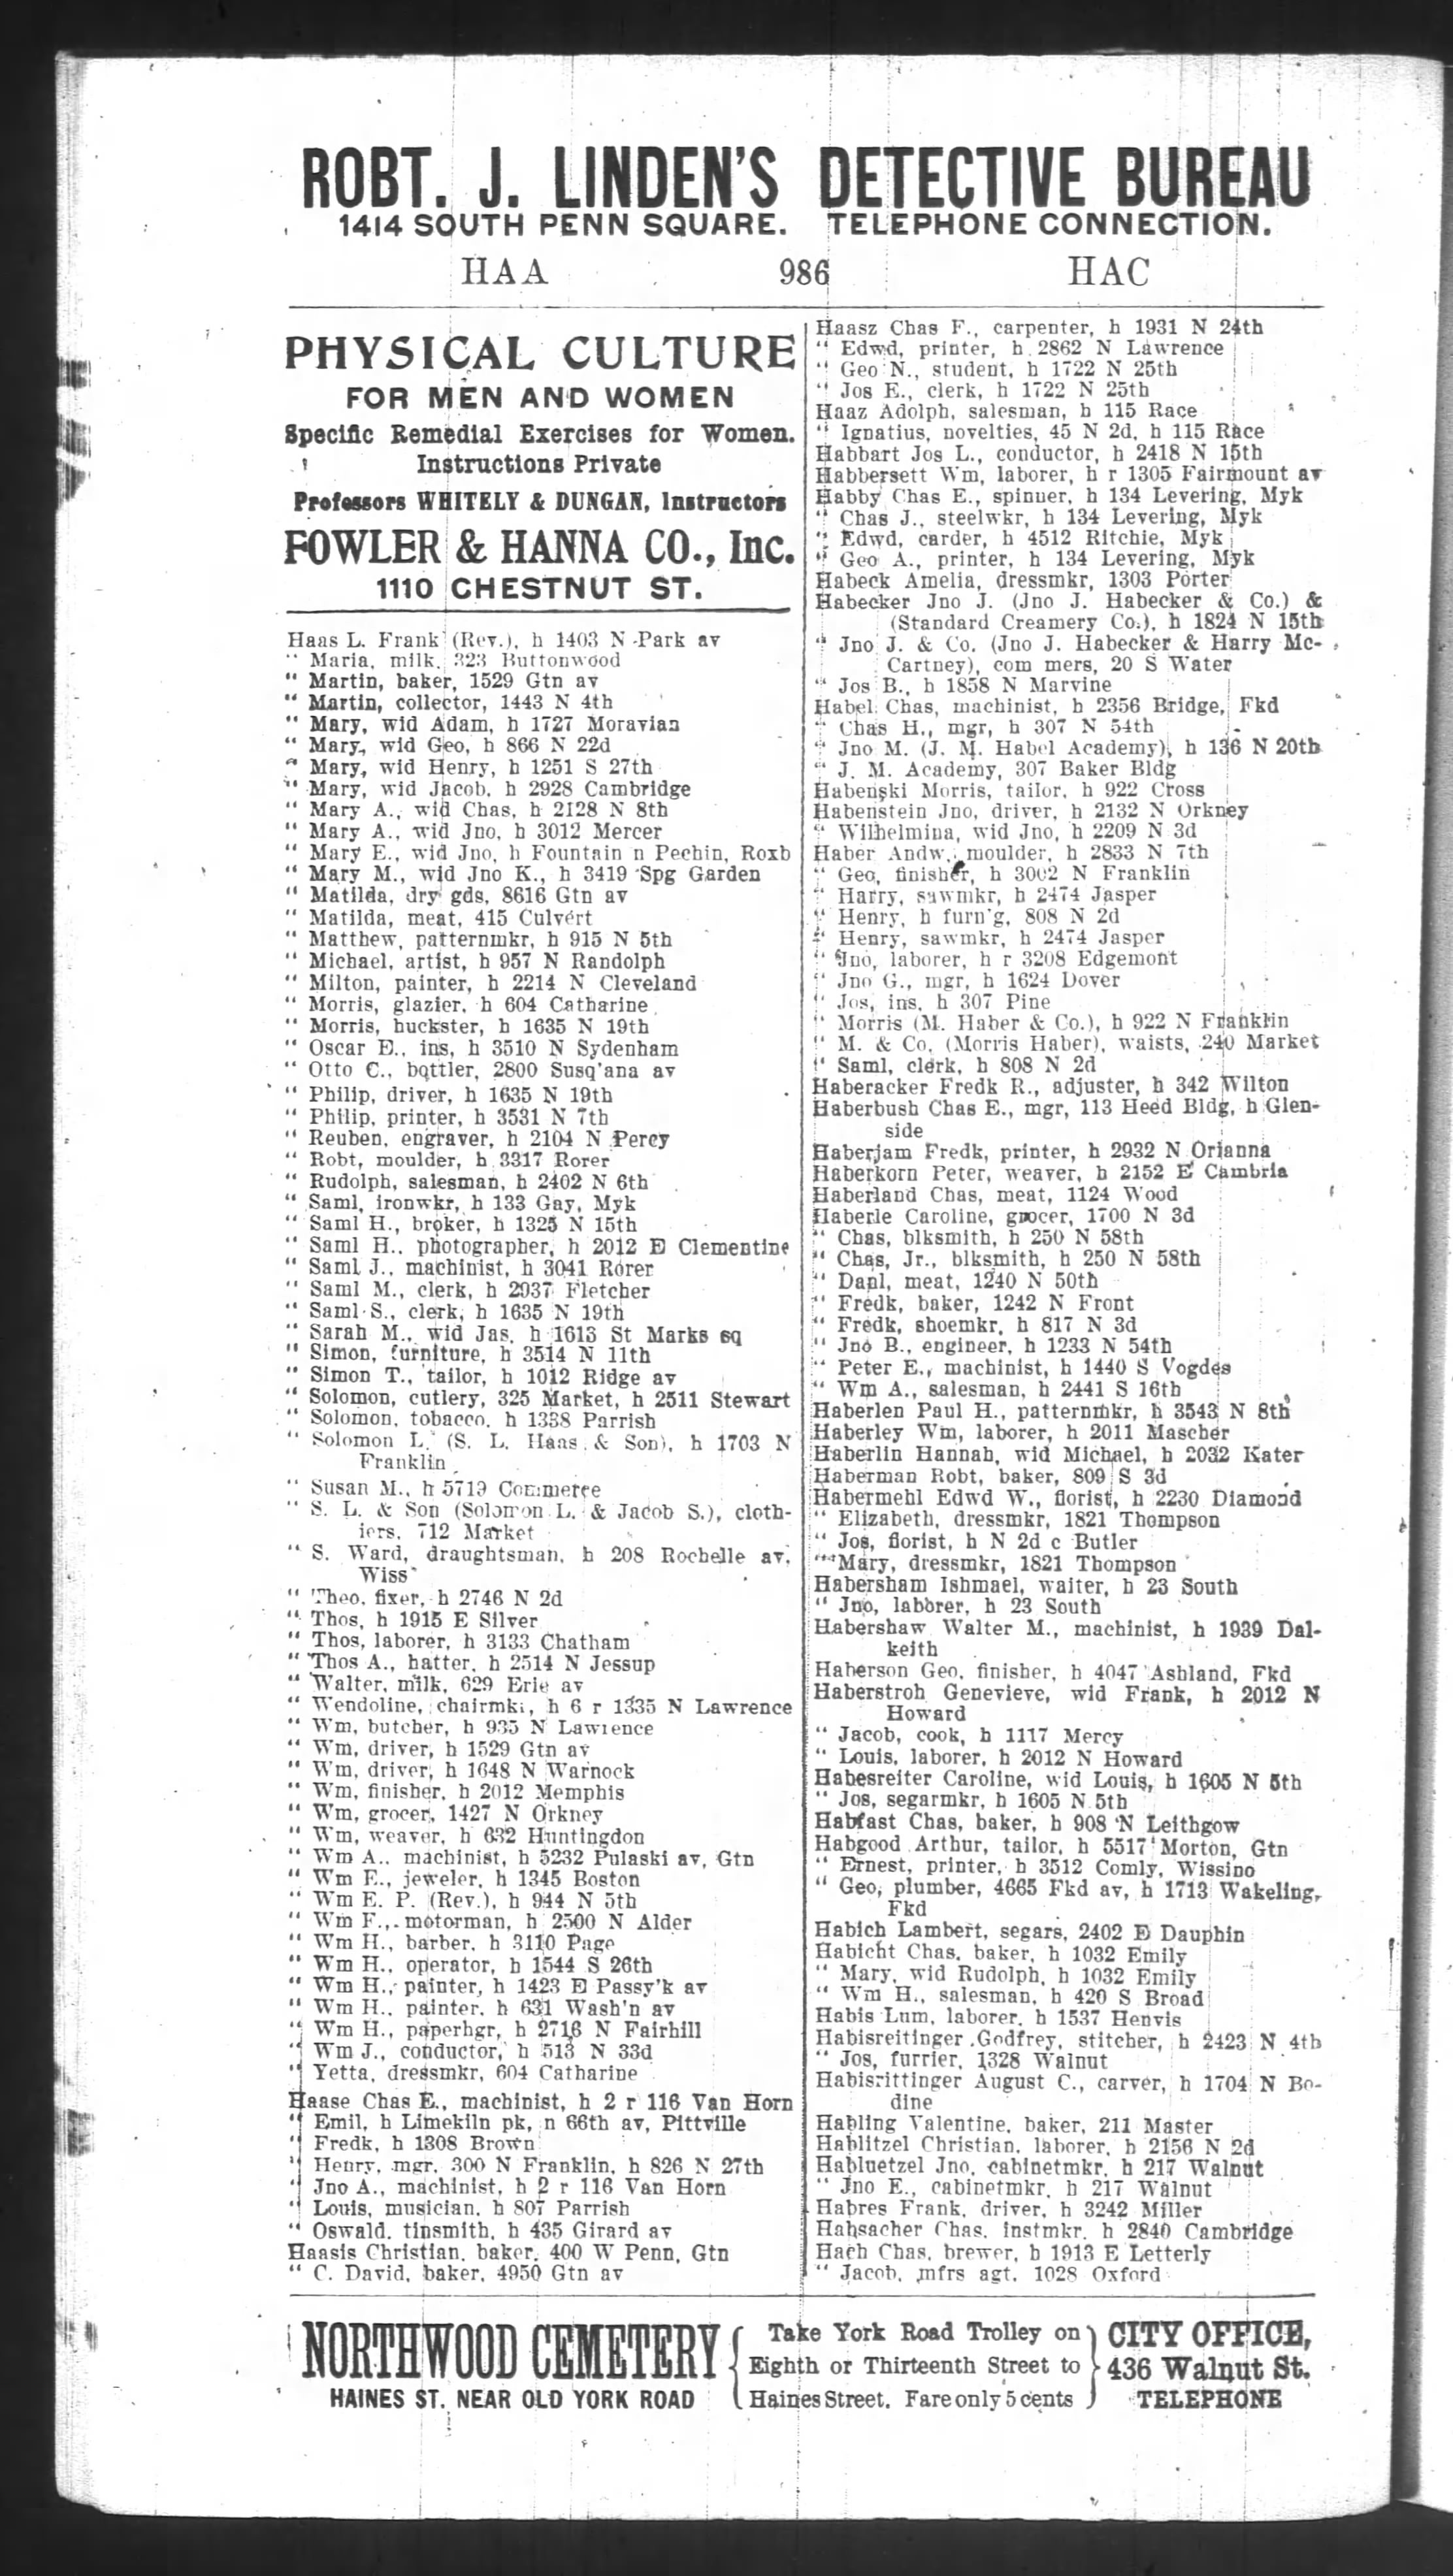 ROBT. J. LINDEN'S DETECTIVE BUREAU
1414 SOUTH PENN SQUARE. TELEPHONE CONNECTION.
HAA 986 HAC
PHYSICAL CULTURE
FOR MEN AND WOMEN
Specific Remedial Exercises for Women.
Instructions Private
Professors WHITELY & DUNGAN, Instructors
FOWLER & HANNA CO., Inc.
1110 CHESTNUT ST.
Haas L. Frank (Rev.), h 1403 N Park av
" Maria, milk, 323 Buttonwood
" Martin, baker, 1529 Gtn av
" Martin, collector, 1443 N 4th
" Mary, wid Adam, h 1727 Moravian
" Mary, wid Geo, h 866 N 22d
" Mary, wid Henry, h 1251 S 27th
" Mary, wid Jacob, h 2928 Cambridge
" Mary A., wid Chas, h 2128 N 8th
" Mary A., wid Jno, h 3012 Mercer
" Mary E., wid Jno, h Fountain n Pechin, Roxb
" Mary M., wid Jno K., h 3419 Spg Garden
" Matilda, dry gds, 8616 Gtn av
" Matilda, meat, 415 Culvert
" Matthew, patternmkr, h 915 N 5th
" Michael, artist, h 957 N Randolph
" Milton, painter, h 2214 N Cleveland
" Morris, glazier, h 604 Catharine
" Morris, huckster, h 1635 N 19th
" Oscar E., ins, h 3510 N Sydenham
" Otto C., bottler, 2800 Susq'ana av
" Philip, driver, h 1635 N 19th
" Philip, printer, h 3531 N 7th
" Reuben, engraver, h 2104 N Percy
" Robt, moulder, h 3317 Rorer
" Rudolph, salesman, h 2402 N 6th
" Saml, ironwkr, h 133 Gay, Myk
" Saml H., broker, h 1325 N 15th
" Saml H., photographer, h 2012 E Clementine
" Saml J., machinist, h 3041 Rorer
" Saml M., clerk, h 2937 Fletcher
" Saml S., clerk, h 1635 N 19th
" Sarah M., wid Jas, h 1613 St Marks sq
" Simon, furniture, h 3514 N 11th
" Simon T., tailor, h 1012 Ridge av
" Solomon, cutlery, 325 Market, h 2511 Stewart
" Solomon, tobacco, h 1338 Parrish
" Solomon L. (S. L. Haas & Son), h 1703 N
Franklin
" Susan M., h 5719 Commerce
" S. L. & Son (Solomon L. & Jacob S.), cloth-
iers, 712 Market
" S. Ward, draughtsman, h 208 Rochelle av,
Wiss
" Theo, fixer, h 2746 N 2d
" Thos, h 1915 E Silver
" Thos, laborer, h 3133 Chatham
" Thos A., hatter, h 2514 N Jessup
" Walter, milk, 629 Erie av
" Wendoline, chairmkr, h 6 r 1335 N Lawrence
" Wm, butcher, h 935 N Lawrence
" Wm, driver, h 1529 Gtn av
" Wm, driver, h 1648 N Warnock
" Wm, finisher, h 2012 Memphis
" Wm, grocer, 1427 N Orkney
" Wm, weaver, h 632 Huntingdon
" Wm A., machinist, h 5232 Pulaski av, Gtn
" Wm E., jeweler, h 1345 Boston
" Wm E. P. (Rev.), h 944 N 5th
" Wm F., motorman, h 2500 N Alder
" Wm H., barber, h 3110 Page
" Wm H., operator, h 1544 S 26th
" Wm H., painter, h 1423 E Passy'k av
" Wm H., painter, h 631 Wash'n av
" Wm H., paperhgr, h 2716 N Fairhill
" Wm J., conductor, h 513 N 33d
" Yetta, dressmkr, 604 Catharine
Haase Chas E., machinist, h 2 r 116 Van Horn
" Emil, h Limekiln pk, n 66th av, Pittville
" Fredk, h 1308 Brown
" Henry, mgr, 300 N Franklin, h 826 N 27th
" Jno A., machinist, h 2 r 116 Van Horn
" Louis, musician, h 807 Parrish
" Oswald, tinsmith, h 435 Girard av
Haasis Christian, baker, 400 W Penn, Gtn
" C. David, baker, 4950 Gtn av
Haasz Chas F., carpenter, h 1931 N 24th
" Edwd, printer, h 2862 N Lawrence
" Geo N., student, h 1722 N 25th
" Jos E., clerk, h 1722 N 25th
Haaz Adolph, salesman, h 115 Race
" Ignatius, novelties, 45 N 2d, h 115 Race
Habbart Jos L., conductor, h 2418 N 15th
Habbersett Wm, laborer, h r 1305 Fairmount av
Habby Chas E., spinner, h 134 Levering, Myk
" Chas J., steelwkr, h 134 Levering, Myk
" Edwd, carder, h 4512 Ritchie, Myk
" Geo A., printer, h 134 Levering, Myk
Habeck Amelia, dressmkr, 1303 Porter
Habecker Jno J. (Jno J. Habecker & Co.) &
(Standard Creamery Co.), h 1824 N 15th
" Jno J. & Co. (Jno J. Habecker & Harry Mc-
Cartney), com mers, 20 S Water
" Jos B., h 1858 N Marvine
Habel Chas, machinist, h 2356 Bridge, Fkd
" Chas H., mgr, h 307 N 54th
" Jno M. (J. M. Habel Academy), h 136 N 20th
" J. M. Academy, 307 Baker Bldg
Habenski Morris, tailor, h 922 Cross
Habenstein Jno, driver, h 2132 N Orkney
" Wilhelmina, wid Jno, h 2209 N 3d
Haber Andw, moulder, h 2833 N 7th
" Geo, finisher, h 3002 N Franklin
" Harry, sawmkr, h 2474 Jasper
" Henry, h furn'g, 808 N 2d
" Henry, sawmkr, h 2474 Jasper
" Jno, laborer, h r 3208 Edgemont
" Jno G., mgr, h 1624 Dover
" Jos, ins, h 307 Pine
" Morris (M. Haber & Co.), h 922 N Franklin
" M. & Co. (Morris Haber), waists, 240 Market
" Saml, clerk, h 808 N 2d
Haberacker Fredk R., adjuster, h 342 Wilton
Haberbush Chas E., mgr, 113 Heed Bldg, h Glen-
side
Haberjam Fredk, printer, h 2932 N Orianna
Haberkorn Peter, weaver, h 2152 E Cambria
Haberland Chas, meat, 1124 Wood
Haberle Caroline, grocer, 1700 N 3d
" Chas, blksmith, h 250 N 58th
" Chas, Jr., blksmith, h 250 N 58th
" Danl, meat, 1240 N 50th
" Fredk, baker, 1242 N Front
" Fredk, shoemkr, h 817 N 3d
" Jno B., engineer, h 1233 N 54th
" Peter E., machinist, h 1440 S Vogdes
" Wm A., salesman, h 2441 S 16th
Haberlen Paul H., patternmkr, h 3543 N 8th
Haberley Wm, laborer, h 2011 Mascher
Haberlin Hannah, wid Michael, h 2032 Kater
Haberman Robt, baker, 809 S 3d
Habermehl Edwd W., florist, h 2230 Diamond
" Elizabeth, dressmkr, 1821 Thompson
" Jos, florist, h N 2d c Butler
" Mary, dressmkr, 1821 Thompson
Habersham Ishmael, waiter, h 23 South
" Jno, laborer, h 23 South
Habershaw Walter M., machinist, h 1939 Dal-
keith
Haberson Geo, finisher, h 4047 Ashland, Fkd
Haberstroh Genevieve, wid Frank, h 2012 N
Howard
" Jacob, cook, h 1117 Mercy
" Louis, laborer, h 2012 N Howard
Habesreiter Caroline, wid Louis, h 1605 N 5th
" Jos, segarmkr, h 1605 N 5th
Habfast Chas, baker, h 908 N Leithgow
Habgood Arthur, tailor, h 5517 Morton, Gtn
" Ernest, printer, h 3512 Comly, Wissino
" Geo, plumber, 4665 Fkd av, h 1713 Wakeling,
Fkd
Habich Lambert, segars, 2402 E Dauphin
Habicht Chas, baker, h 1032 Emily
" Mary, wid Rudolph, h 1032 Emily
" Wm H., salesman, h 420 S Broad
Habis Lum, laborer, h 1537 Henvis
Habisreitinger Godfrey, stitcher, h 2423 N 4th
" Jos, furrier, 1328 Walnut
Habisrittinger August C., carver, h 1704 N Bo-
dine
Habling Valentine, baker, 211 Master
Hablitzel Christian, laborer, h 2156 N 2d
Habluetzel Jno, cabinetmkr, h 217 Walnut
" Jno E., cabinetmkr, h 217 Walnut
Habres Frank, driver, h 3242 Miller
Habsacher Chas, instmkr, h 2840 Cambridge
Hach Chas, brewer, h 1913 E Letterly
" Jacob, mfrs agt, 1028 Oxford
NORTHWOOD CEMETERY
HAINES ST. NEAR OLD YORK ROAD
Take York Road Trolley on
Eighth or Thirteenth Street to
Haines Street. Fare only 5 cents
CITY OFFICE,
436 Walnut St.
TELEPHONE